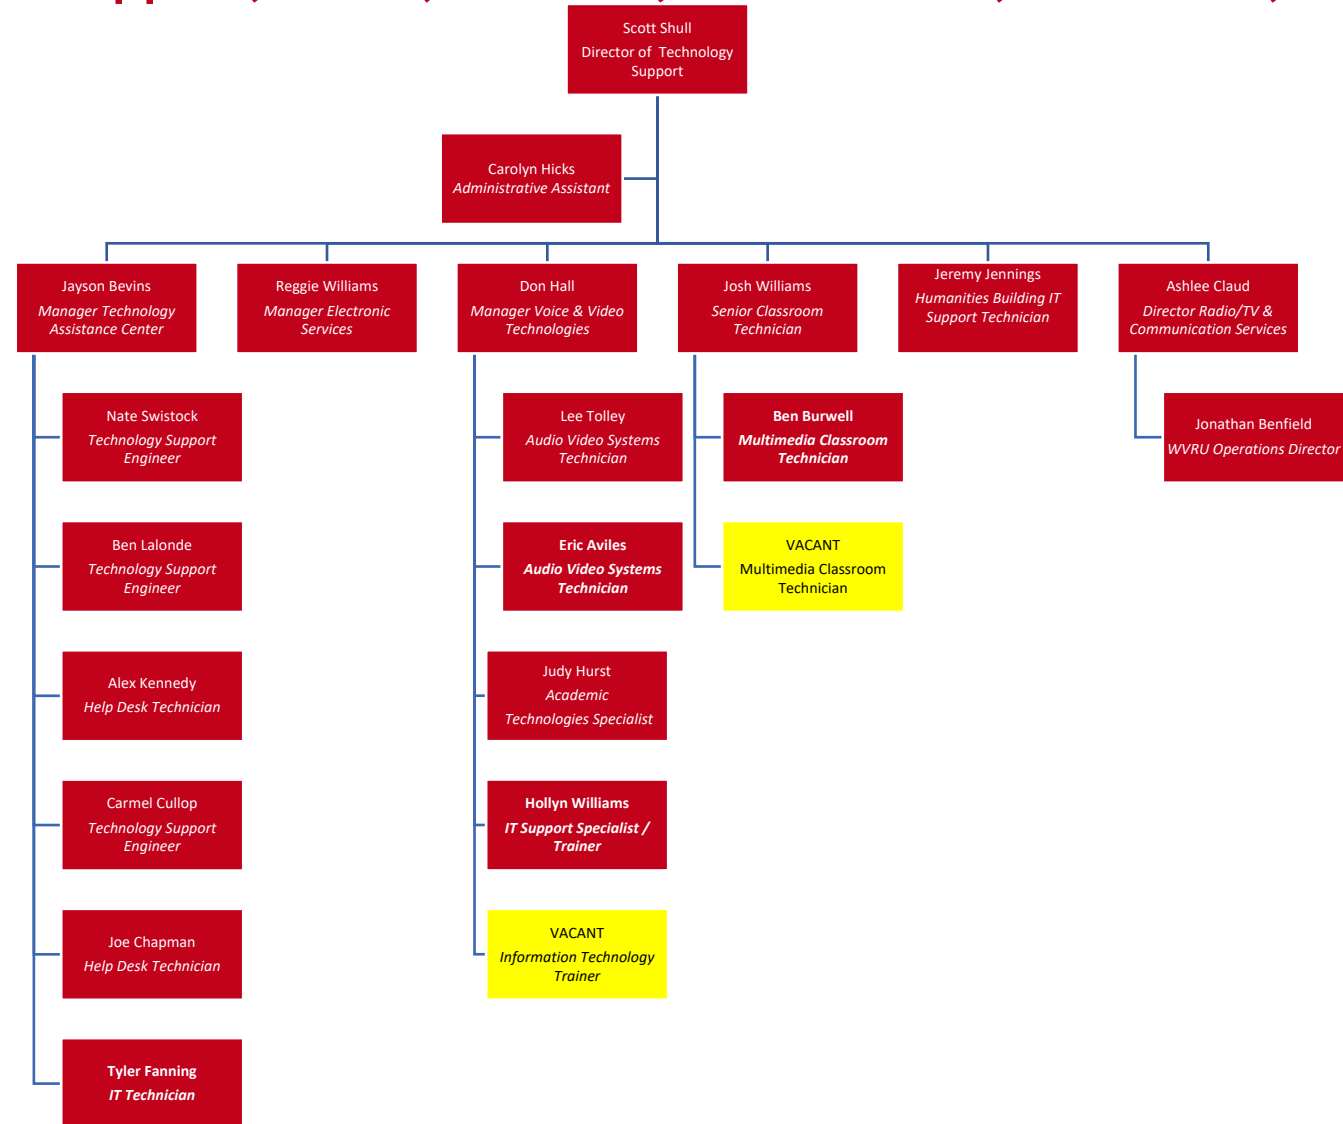 Scott Shull
Director of Technology
Support
Carolyn Hicks
Administrative Assistant
Jayson Bevins
Manager Technology
Assistance Center
Reggie Williams
Manager Electronic
Services
Don Hall
Manager Voice & Video
Technologies
Josh Williams
Senior Classroom
Technician
Jeremy Jennings
Humanities Building IT
Support Technician
Ashlee Claud
Director Radio/TV &
Communication Services
Nate Swistock
Technology Support
Engineer
Ben Lalonde
Technology Support
Engineer
Alex Kennedy
Help Desk Technician
Carmel Cullop
Technology Support
Engineer
Joe Chapman
Help Desk Technician
Tyler Fanning
IT Technician
Lee Tolley
Audio Video Systems
Technician
Eric Aviles
Audio Video Systems
Technician
Judy Hurst
Academic
Technologies Specialist
Hollyn Williams
IT Support Specialist /
Trainer
VACANT
Information Technology
Trainer
Ben Burwell
Multimedia Classroom
Technician
VACANT
Multimedia Classroom
Technician
Jonathan Benfield
WVRU Operations Director